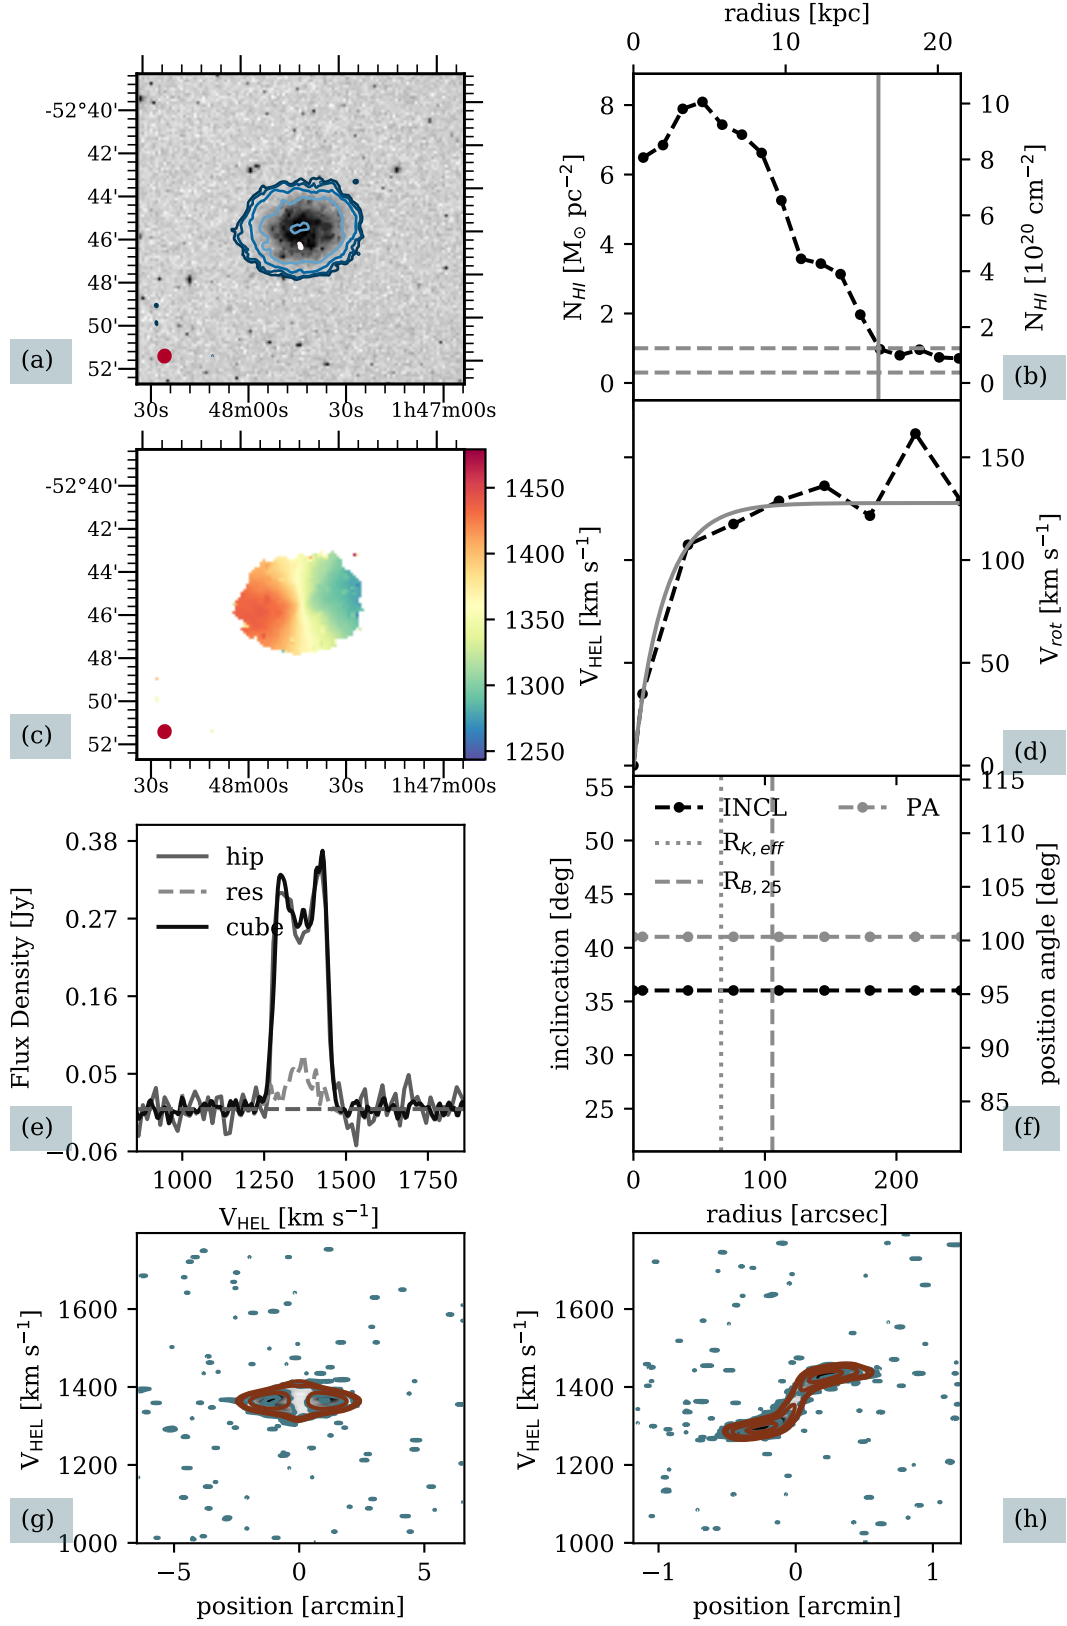 radius [kpc]
0 10 20
-52°40'
42'
44'
46'
48'
50'
52'
(a)
30s 48m00s 30s 1h47m00s
8
6
4
2
0
N_HI [M⊙ pc⁻²]
10
8
6
4
2
0
N_HI [10²⁰ cm⁻²]
(b)
-52°40'
42'
44'
46'
48'
50'
52'
(c)
30s 48m00s 30s 1h47m00s
1450
1400
1350
1300
1250
V_HEL [km s⁻¹]
150
100
50
0
V_rot [km s⁻¹]
(d)
0.38
0.27
0.16
0.05
−0.06
Flux Density [Jy]
hip
res
cube
(e)
1000 1250 1500 1750
V_HEL [km s⁻¹]
55
50
45
40
35
30
25
inclincation [deg]
INCL
PA
R_K,eff
R_B,25
115
110
105
100
95
90
85
position angle [deg]
(f)
0 100 200
radius [arcsec]
1600
1400
1200
1000
V_HEL [km s⁻¹]
(g)
−5 0 5
position [arcmin]
1600
1400
1200
1000
V_HEL [km s⁻¹]
(h)
−1 0 1
position [arcmin]